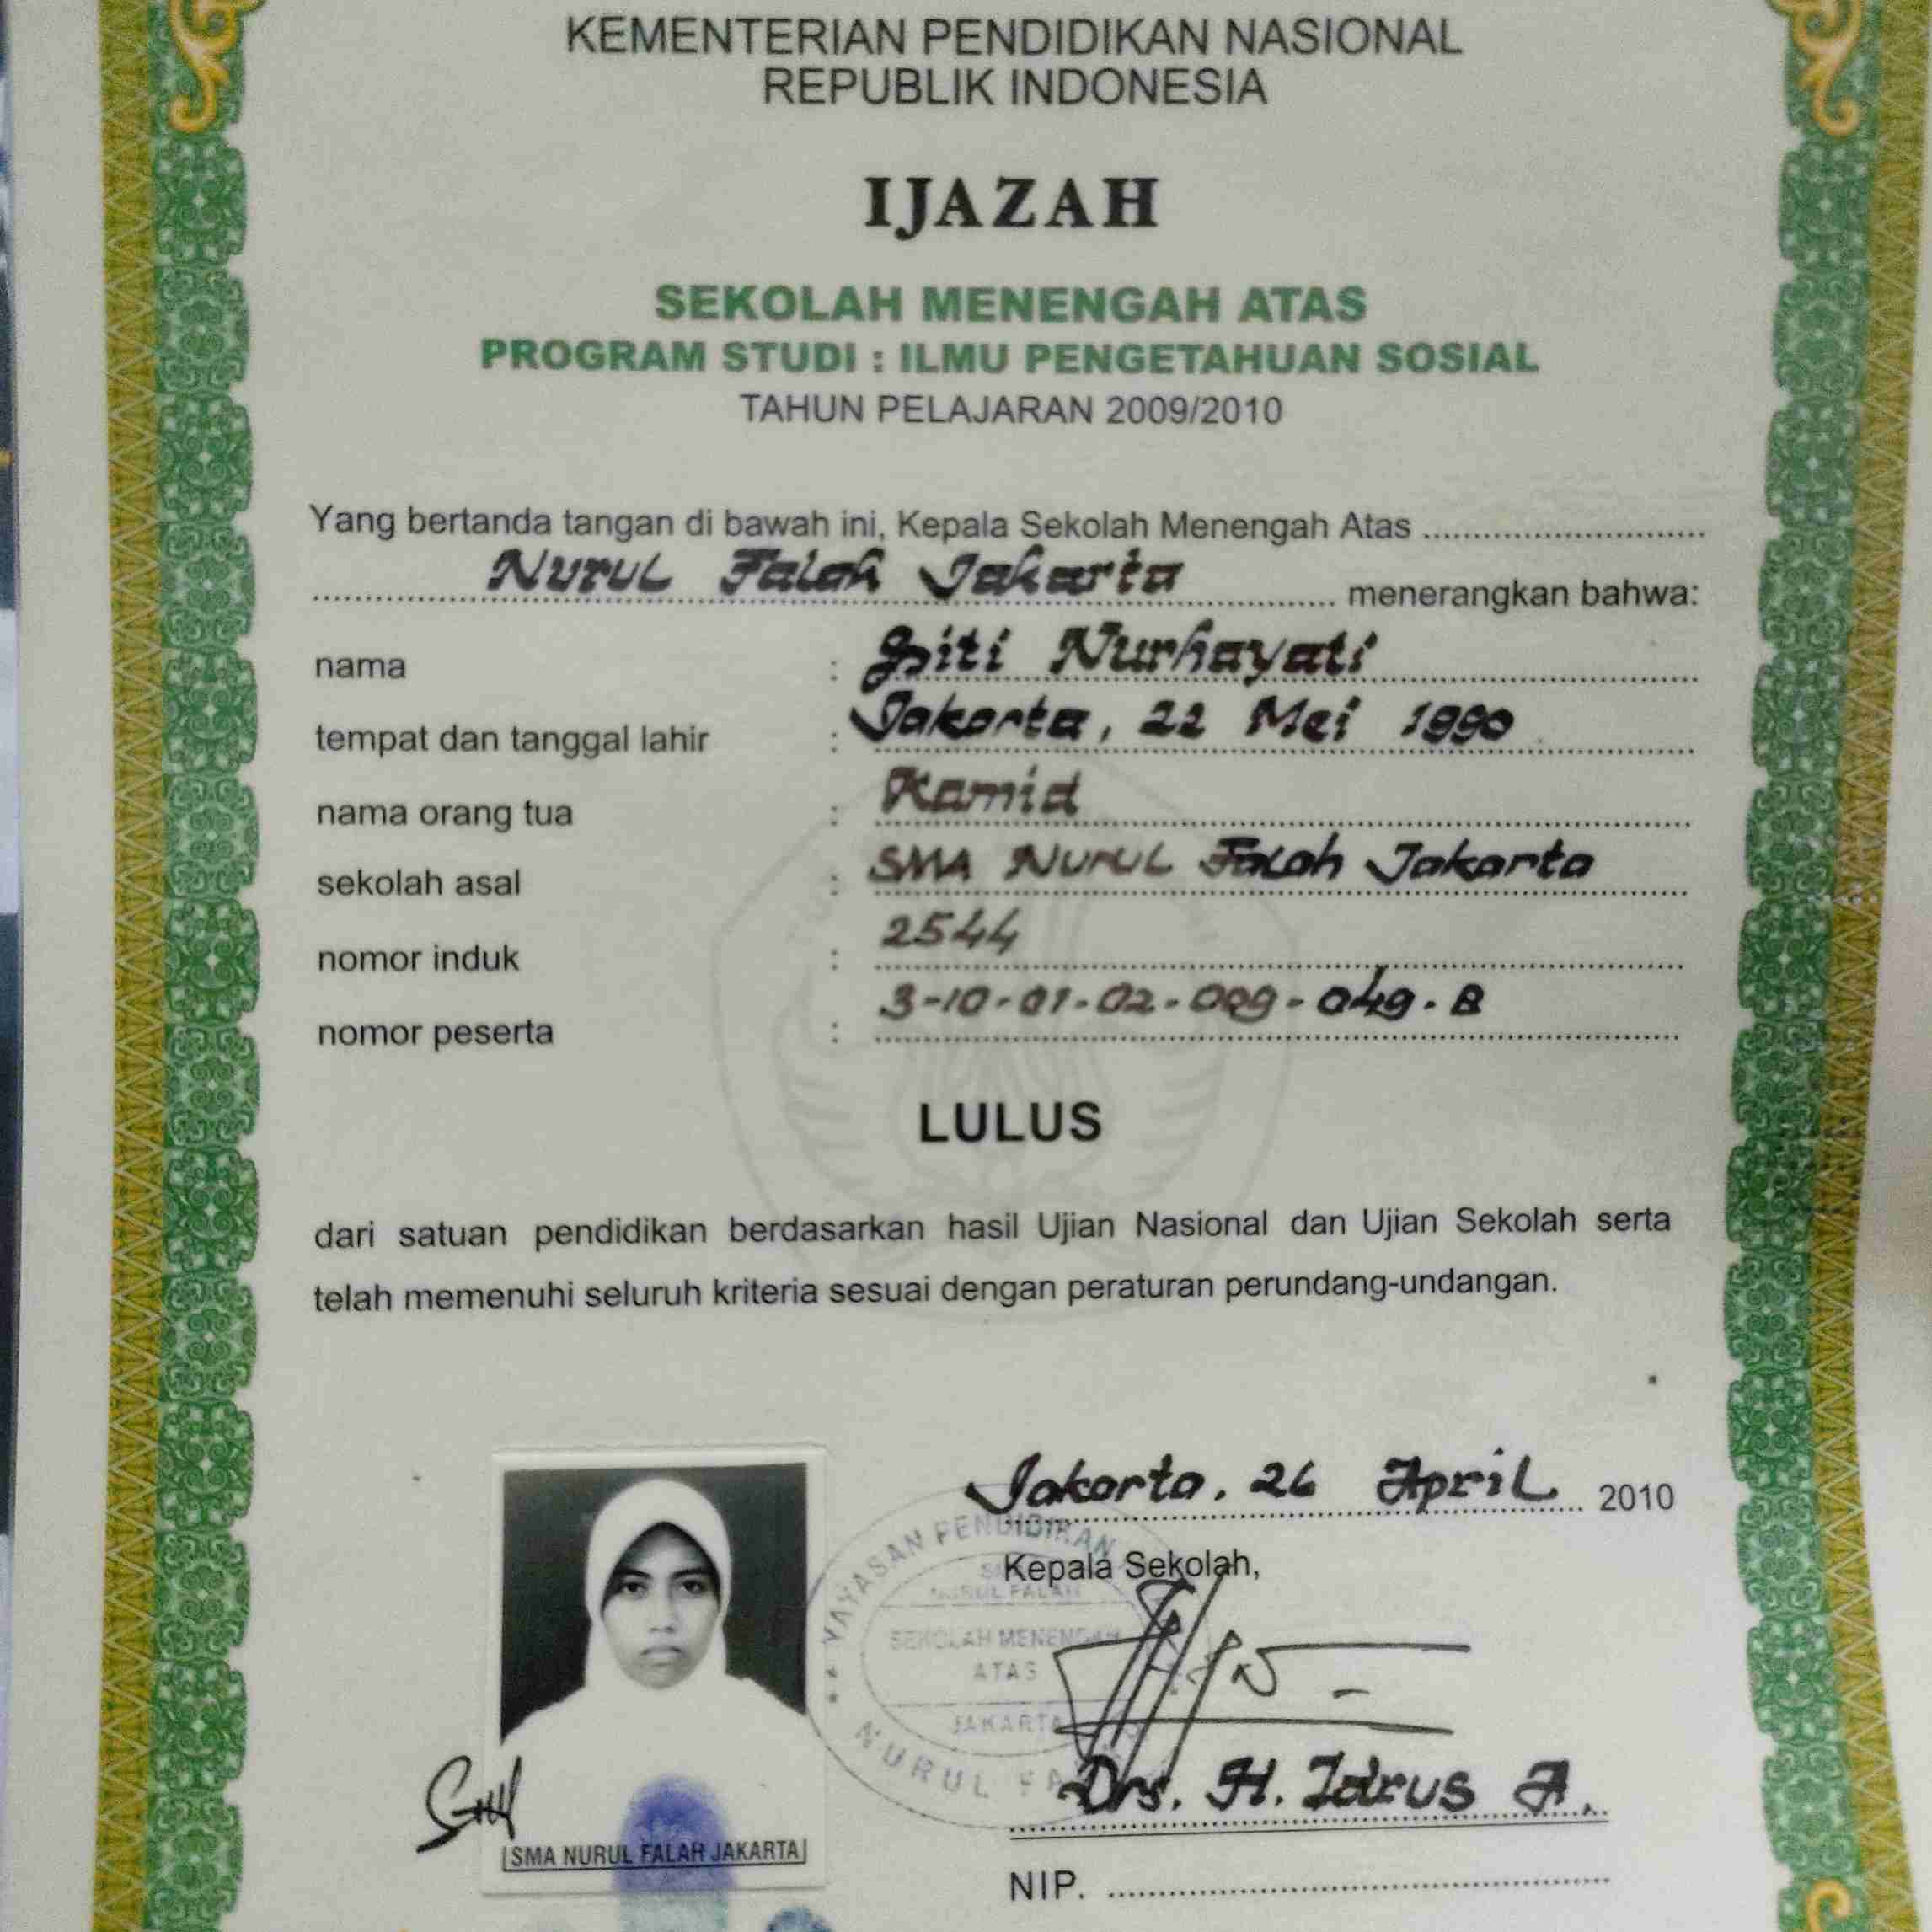 KEMENTERIAN PENDIDIKAN NASIONAL
REPUBLIK INDONESIA
IJAZAH
SEKOLAH MENENGAH ATAS
PROGRAM STUDI : ILMU PENGETAHUAN SOSIAL
TAHUN PELAJARAN 2009/2010
Yang bertanda tangan di bawah ini, Kepala Sekolah Menengah Atas ............................
Nurul Falah Jakarta menerangkan bahwa:
nama : Siti Nurhayati
tempat dan tanggal lahir : Jakarta, 22 Mei 1990
nama orang tua : Kamid
sekolah asal : SMA Nurul Falah Jakarta
nomor induk : 2544
nomor peserta : 3-10-01-02-009-049-8
LULUS
dari satuan pendidikan berdasarkan hasil Ujian Nasional dan Ujian Sekolah serta
telah memenuhi seluruh kriteria sesuai dengan peraturan perundang-undangan.
Jakarta, 26 April 2010
Kepala Sekolah,
YAYASAN PENDIDIKAN
NURUL FALAH
SEKOLAH MENENGAH
ATAS
JAKARTA
NURUL
Drs. H. Idrus A.
SMA NURUL FALAH JAKARTA
NIP. ............................